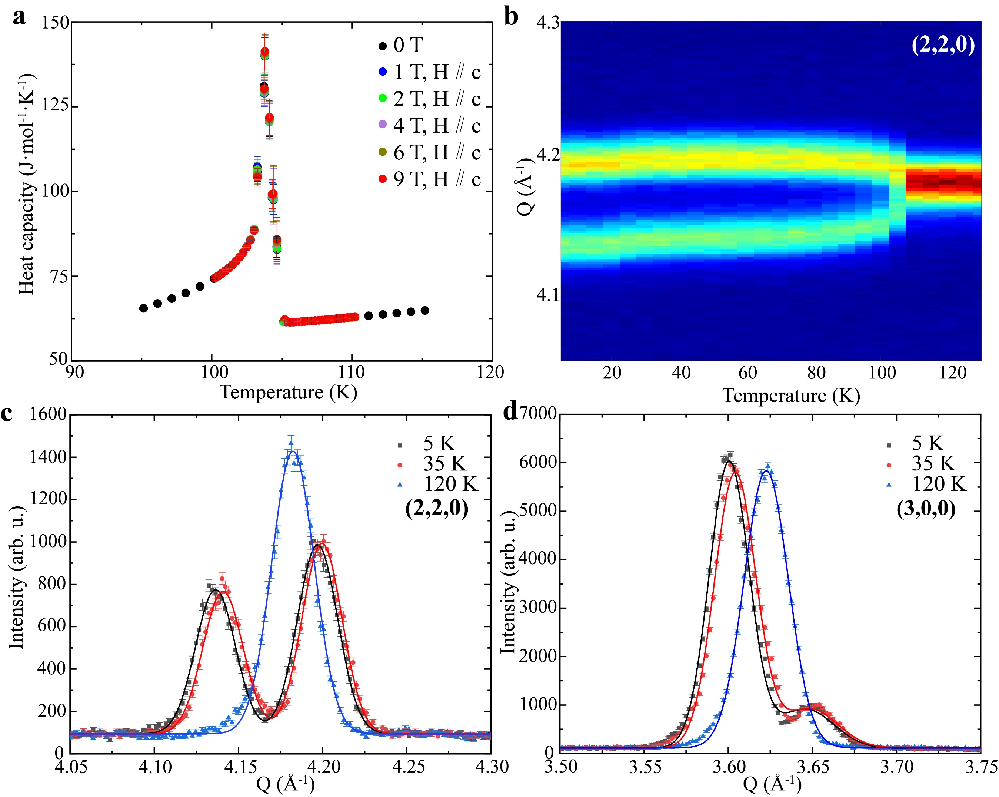 a
150
125
100
75
50
Heat capacity (J·mol⁻¹·K⁻¹)
0 T
1 T, H // c
2 T, H // c
4 T, H // c
6 T, H // c
9 T, H // c
90 100 110 120
Temperature (K)
b
4.3
4.2
4.1
Q (Å⁻¹)
(2,2,0)
20 40 60 80 100 120
Temperature (K)
c
1600
1400
1200
1000
800
600
400
200
0
Intensity (arb. u.)
5 K
35 K
120 K
(2,2,0)
4.05 4.10 4.15 4.20 4.25 4.30
Q (Å⁻¹)
d
7000
6000
5000
4000
3000
2000
1000
0
Intensity (arb. u.)
5 K
35 K
120 K
(3,0,0)
3.50 3.55 3.60 3.65 3.70 3.75
Q (Å⁻¹)